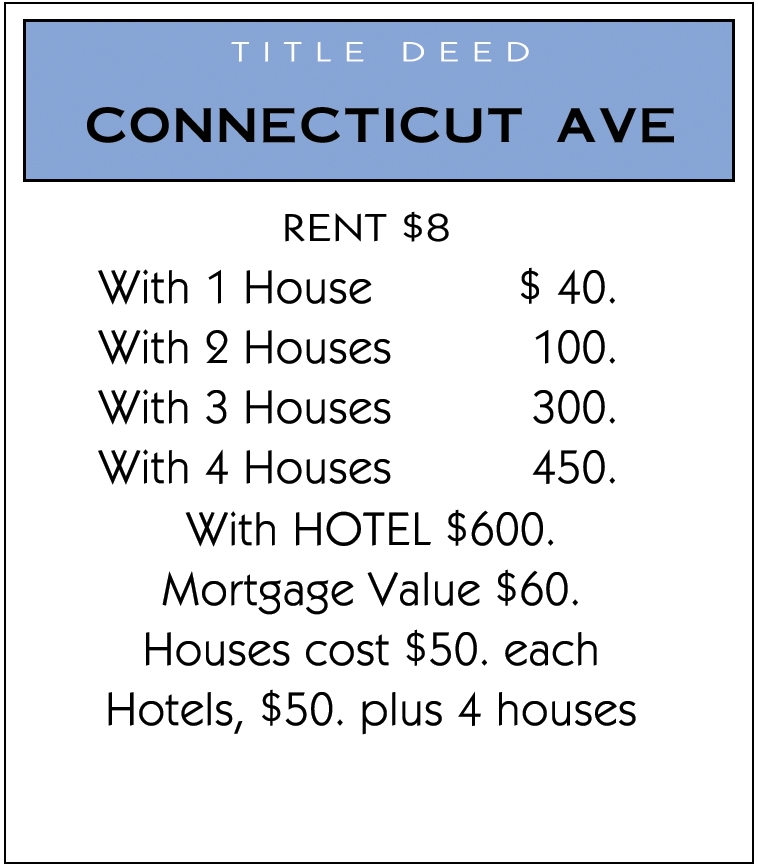 TITLE DEED
CONNECTICUT AVE
RENT $8
With 1 House $ 40.
With 2 Houses 100.
With 3 Houses 300.
With 4 Houses 450.
With HOTEL $600.
Mortgage Value $60.
Houses cost $50. each
Hotels, $50. plus 4 houses